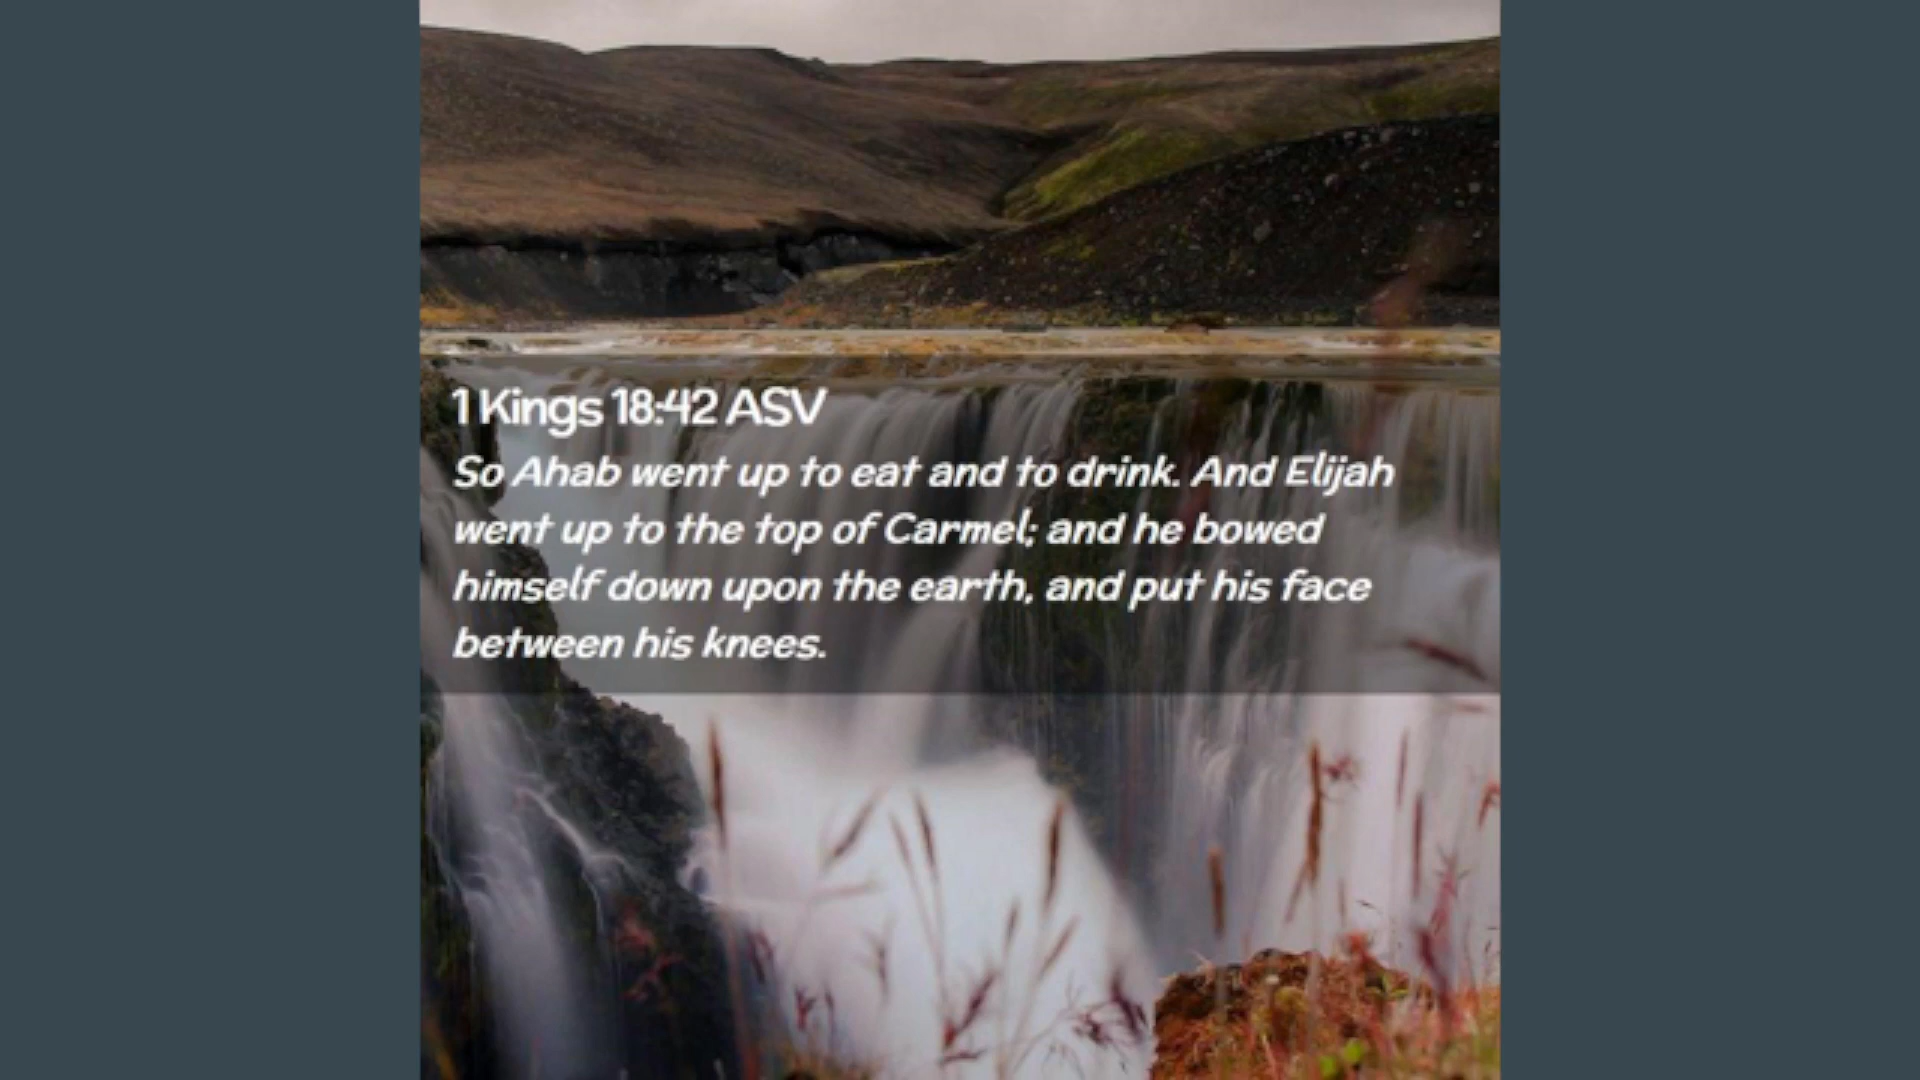 1 Kings 18:42 ASV
So Ahab went up to eat and to drink. And Elijah
went up to the top of Carmel; and he bowed
himself down upon the earth, and put his face
between his knees.